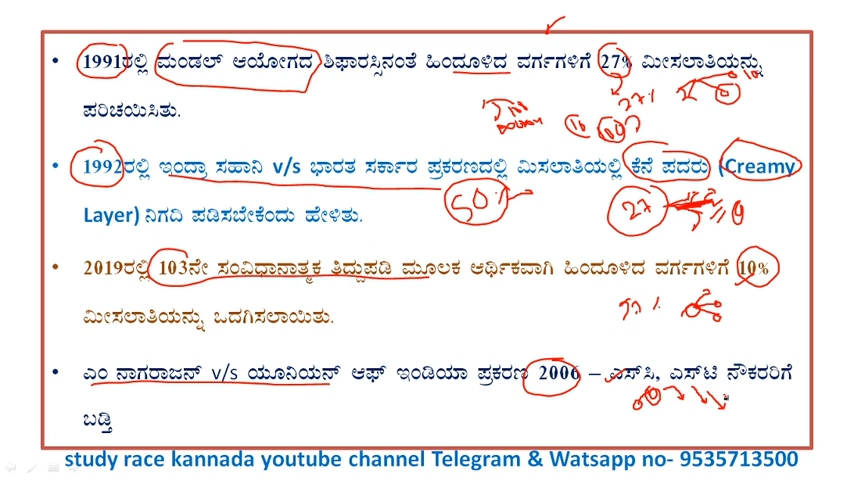 • 1991ರಲ್ಲಿ ಮಂಡಲ್ ಆಯೋಗದ ಶಿಫಾರಸ್ಸಿನಂತೆ ಹಿಂದೂಳಿದ ವರ್ಗಗಳಿಗೆ 27% ಮೀಸಲಾತಿಯನ್ನು
27%
ಪರಿಚಯಿಸಿತು.
• 1992ರಲ್ಲಿ ಇಂದ್ರಾ ಸಹಾನಿ v/s ಭಾರತ ಸರ್ಕಾರ ಪ್ರಕರಣದಲ್ಲಿ ಮಿಸಲಾತಿಯಲ್ಲಿ ಕೆನೆ ಪದರು (Creamy
Layer) ನಿಗದಿ ಪಡಿಸಬೇಕೆಂದು ಹೇಳಿತು.
50%
27
• 2019ರಲ್ಲಿ 103ನೇ ಸಂವಿಧಾನಾತ್ಮಕ ತಿದ್ದುಪಡಿ ಮೂಲಕ ಆರ್ಥಿಕವಾಗಿ ಹಿಂದೂಳಿದ ವರ್ಗಗಳಿಗೆ 10%
ಮೀಸಲಾತಿಯನ್ನು ಒದಗಿಸಲಾಯಿತು.
• ಎಂ ನಾಗರಾಜನ್ v/s ಯೂನಿಯನ್ ಆಫ್ ಇಂಡಿಯಾ ಪ್ರಕರಣ 2006 – ಎಸ್‌ಸಿ, ಎಸ್‌ಟಿ ನೌಕರರಿಗೆ
ಬಡ್ತಿ
study race kannada youtube channel Telegram & Watsapp no- 9535713500